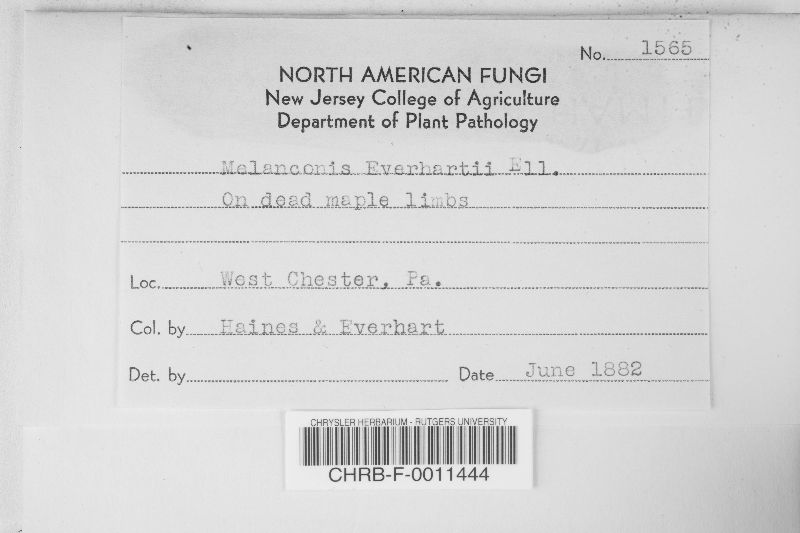 No. 1565
NORTH AMERICAN FUNGI
New Jersey College of Agriculture
Department of Plant Pathology
Melanconis Everhartii Ell.
On dead maple limbs
Loc. West Chester, Pa.
Col. by Haines & Everhart
Det. by Date June 1882
CHRYSLER HERBARIUM - RUTGERS UNIVERSITY
CHRB-F-0011444